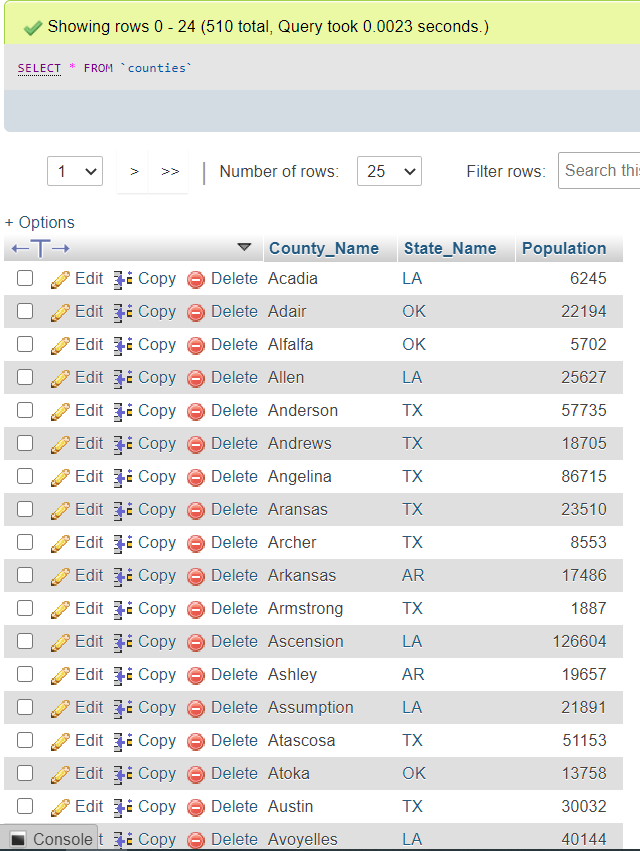 Showing rows 0 - 24 (510 total, Query took 0.0023 seconds.)
SELECT * FROM `counties`
1 > >> | Number of rows: 25 Filter rows: Search this
+ Options
←T→ County_Name State_Name Population
Edit Copy Delete Acadia LA 6245
Edit Copy Delete Adair OK 22194
Edit Copy Delete Alfalfa OK 5702
Edit Copy Delete Allen LA 25627
Edit Copy Delete Anderson TX 57735
Edit Copy Delete Andrews TX 18705
Edit Copy Delete Angelina TX 86715
Edit Copy Delete Aransas TX 23510
Edit Copy Delete Archer TX 8553
Edit Copy Delete Arkansas AR 17486
Edit Copy Delete Armstrong TX 1887
Edit Copy Delete Ascension LA 126604
Edit Copy Delete Ashley AR 19657
Edit Copy Delete Assumption LA 21891
Edit Copy Delete Atascosa TX 51153
Edit Copy Delete Atoka OK 13758
Edit Copy Delete Austin TX 30032
Console t Copy Delete Avoyelles LA 40144